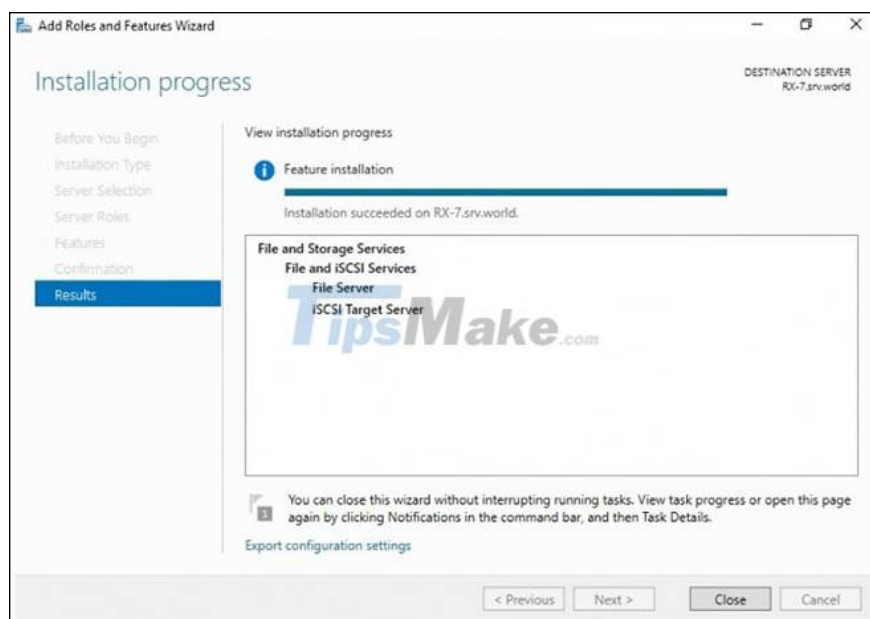 Add Roles and Features Wizard
Installation progress
DESTINATION SERVER
RX-7.srv.world
Before You Begin
Installation Type
Server Selection
Server Roles
Features
Confirmation
Results
View installation progress
Feature installation
Installation succeeded on RX-7.srv.world.
File and Storage Services
File and iSCSI Services
File Server
iSCSI Target Server
TipsMake.com
You can close this wizard without interrupting running tasks. View task progress or open this page
again by clicking Notifications in the command bar, and then Task Details.
1
Export configuration settings
< Previous
Next >
Close
Cancel